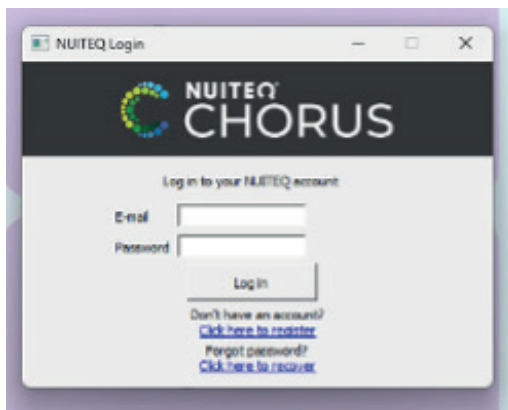 NUITEQ Login
NUITEQ
CHORUS
Log in to your NUITEQ account
E-mail
Password
Log in
Don't have an account?
Click here to register
Forgot password?
Click here to recover